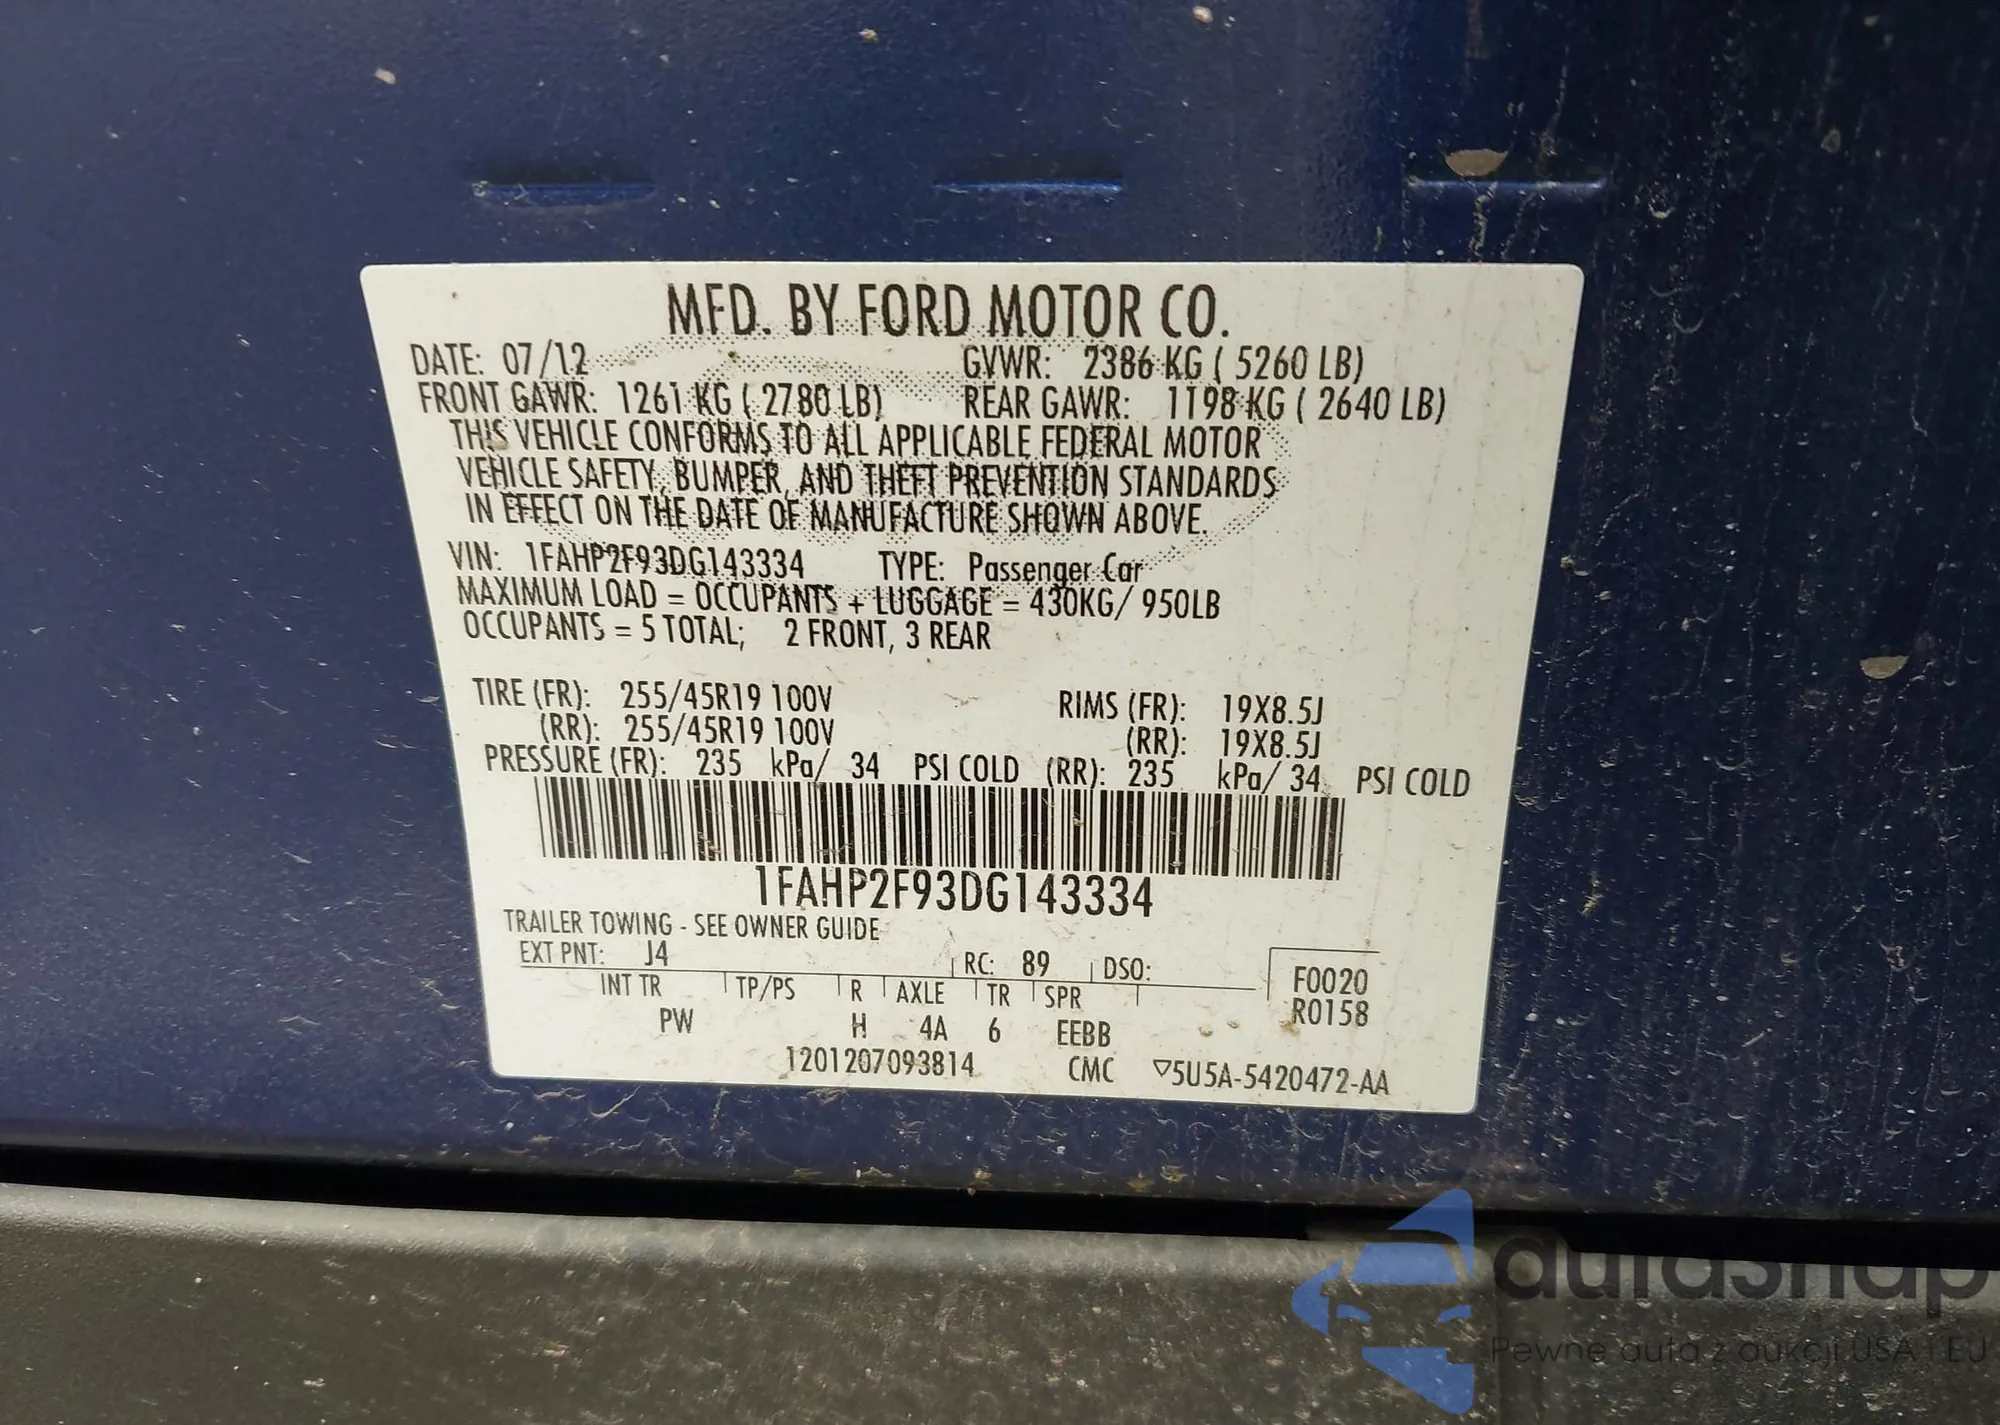 MFD. BY FORD MOTOR CO.
DATE: 07/12 GVWR: 2386 KG ( 5260 LB)
FRONT GAWR: 1261 KG ( 2780 LB) REAR GAWR: 1198 KG ( 2640 LB)
THIS VEHICLE CONFORMS TO ALL APPLICABLE FEDERAL MOTOR
VEHICLE SAFETY, BUMPER, AND THEFT PREVENTION STANDARDS
IN EFFECT ON THE DATE OF MANUFACTURE SHOWN ABOVE.
VIN: 1FAHP2F93DG143334 TYPE: Passenger Car
MAXIMUM LOAD = OCCUPANTS + LUGGAGE = 430KG/ 950LB
OCCUPANTS = 5 TOTAL; 2 FRONT, 3 REAR
TIRE (FR): 255/45R19 100V RIMS (FR): 19X8.5J
(RR): 255/45R19 100V (RR): 19X8.5J
PRESSURE (FR): 235 kPa/ 34 PSI COLD (RR): 235 kPa/ 34 PSI COLD
1FAHP2F93DG143334
TRAILER TOWING - SEE OWNER GUIDE
EXT PNT: J4 RC: 89 DSO: F0020
INT TR TP/PS R AXLE TR SPR R0158
PW H 4A 6 EEBB
1201207093814 CMC ▽5U5A-5420472-AA
autasnap
Pewne auta z aukcji USA i EU